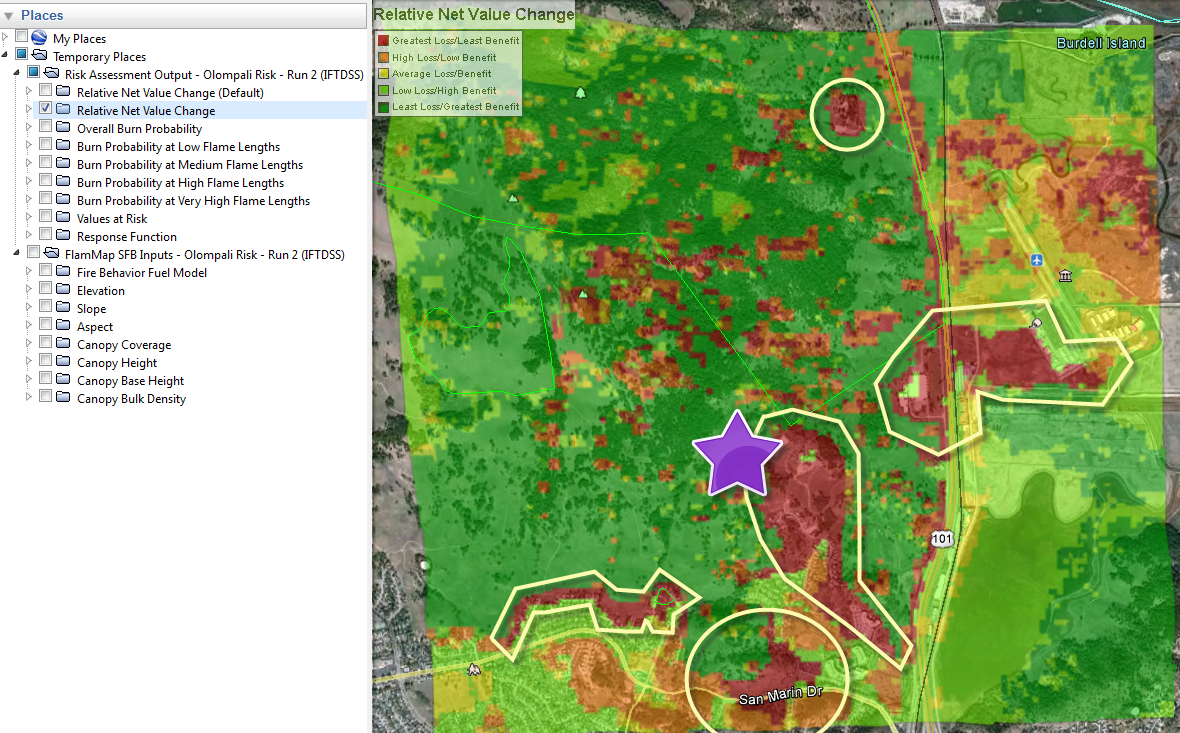 Places
My Places
Temporary Places
Risk Assessment Output - Olompali Risk - Run 2 (IFTDSS)
Relative Net Value Change (Default)
Relative Net Value Change
Overall Burn Probability
Burn Probability at Low Flame Lengths
Burn Probability at Medium Flame Lengths
Burn Probability at High Flame Lengths
Burn Probability at Very High Flame Lengths
Values at Risk
Response Function
FlamMap SFB Inputs - Olompali Risk - Run 2 (IFTDSS)
Fire Behavior Fuel Model
Elevation
Slope
Aspect
Canopy Coverage
Canopy Height
Canopy Base Height
Canopy Bulk Density
Relative Net Value Change
Greatest Loss/Least Benefit
High Loss/Low Benefit
Average Loss/Benefit
Low Loss/High Benefit
Least Loss/Greatest Benefit
Burdell Island
101
San Marin Dr